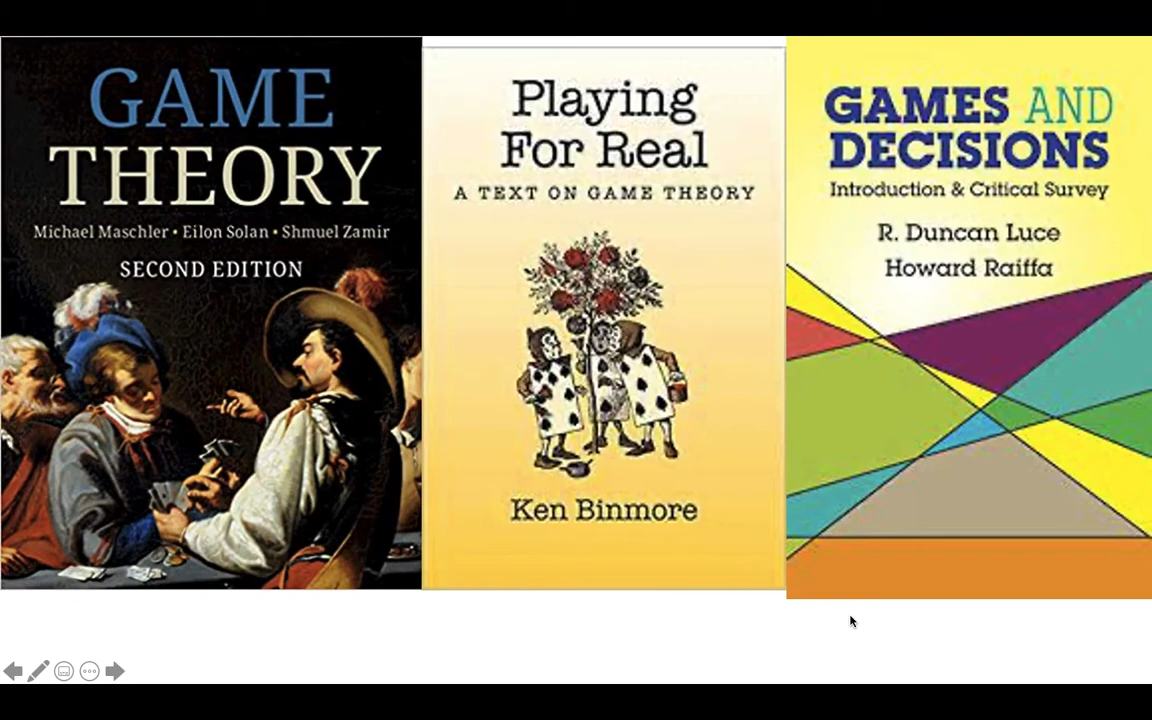 GAME
THEORY
Michael Maschler • Eilon Solan • Shmuel Zamir
SECOND EDITION
Playing
For Real
A TEXT ON GAME THEORY
Ken Binmore
GAMES AND
DECISIONS
Introduction & Critical Survey
R. Duncan Luce
Howard Raiffa